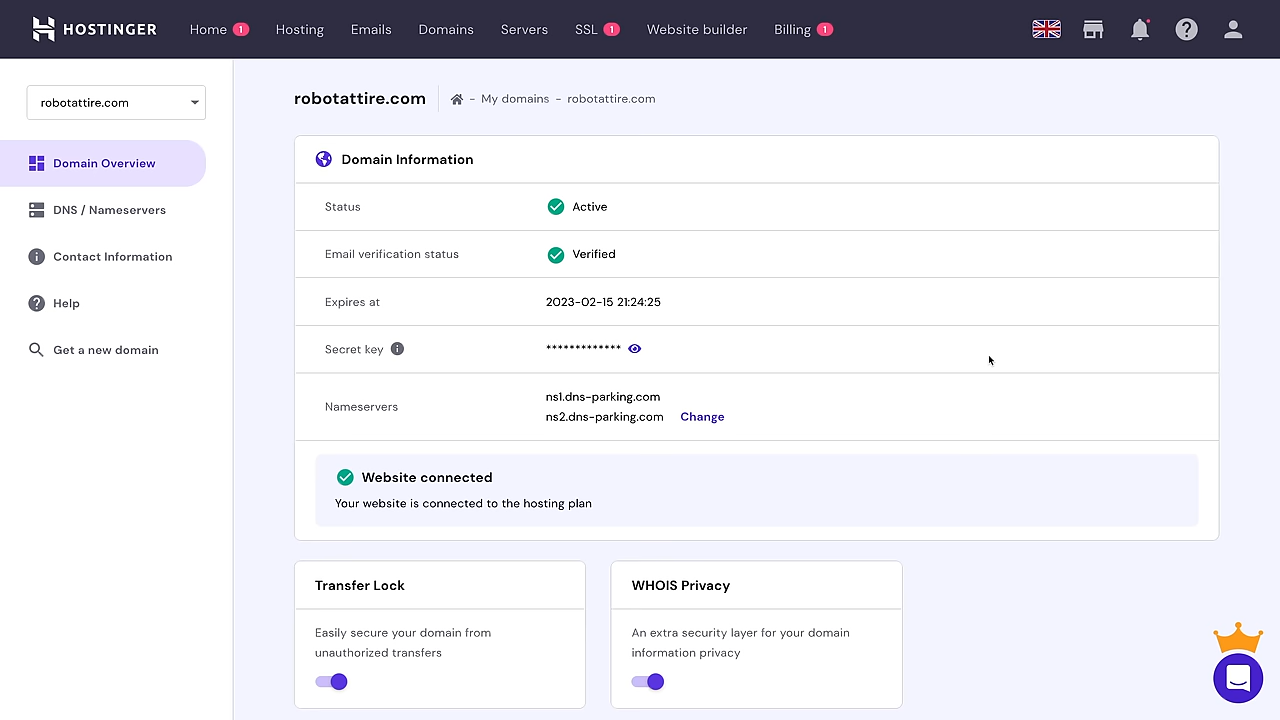 HOSTINGER Home 1 Hosting Emails Domains Servers SSL 1 Website builder Billing 1
robotattire.com
Domain Overview
DNS / Nameservers
Contact Information
Help
Get a new domain
robotattire.com - My domains - robotattire.com
Domain Information
Status Active
Email verification status Verified
Expires at 2023-02-15 21:24:25
Secret key *************
Nameservers ns1.dns-parking.com
ns2.dns-parking.com Change
Website connected
Your website is connected to the hosting plan
Transfer Lock
Easily secure your domain from
unauthorized transfers
WHOIS Privacy
An extra security layer for your domain
information privacy